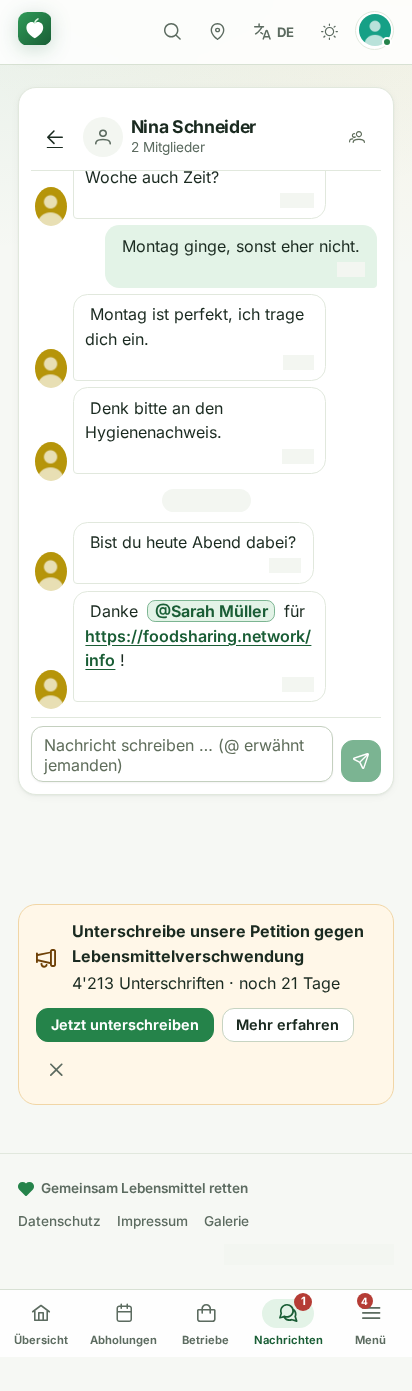 DE
Nina Schneider
2 Mitglieder
Woche auch Zeit?
Montag ginge, sonst eher nicht.
Montag ist perfekt, ich trage
dich ein.
Denk bitte an den
Hygienenachweis.
Bist du heute Abend dabei?
Danke @Sarah Müller für
https://foodsharing.network/
info !
Nachricht schreiben … (@ erwähnt
jemanden)
Unterschreibe unsere Petition gegen
Lebensmittelverschwendung
4'213 Unterschriften · noch 21 Tage
Jetzt unterschreiben Mehr erfahren
Gemeinsam Lebensmittel retten
Datenschutz Impressum Galerie
1 4
Übersicht Abholungen Betriebe Nachrichten Menü